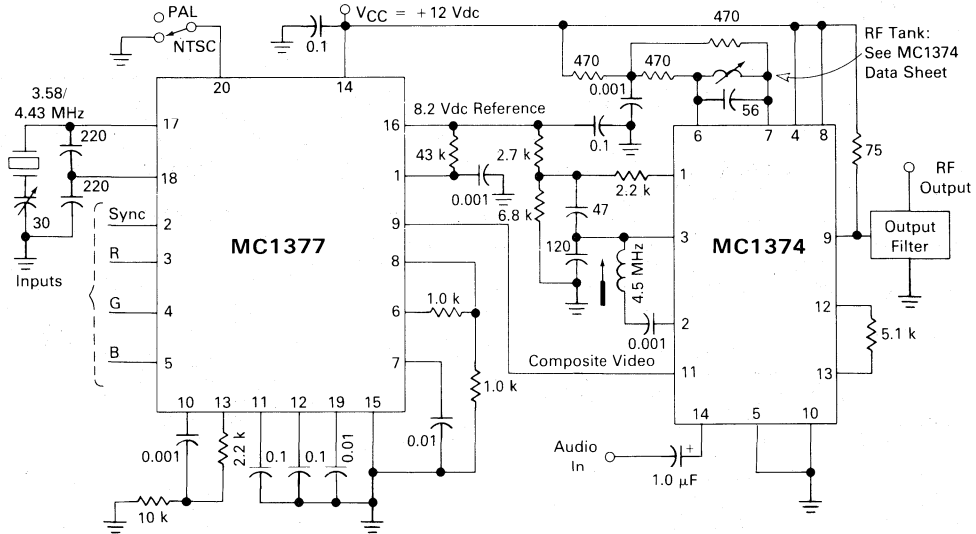 PAL
NTSC
VCC = +12 Vdc
0.1
470
RF Tank:
See MC1374
Data Sheet
470
470
0.001
56
20
14
3.58/
4.43 MHz
8.2 Vdc Reference
0.1
6
7
4
8
17
16
220
43 k
2.7 k
75
RF
Output
18
1
1
220
0.001
2.2 k
6.8 k
47
30
Sync
2
9
3
9
Output
Filter
MC1377
MC1374
R
3
8
120
4.5 MHz
Inputs
G
4
6
1.0 k
2
12
0.001
5.1 k
B
5
7
Composite Video
11
13
1.0 k
10
13
11
12
19
15
14
5
10
0.001
2.2 k
0.1
0.1
0.01
0.01
Audio
In
+
1.0 μF
10 k